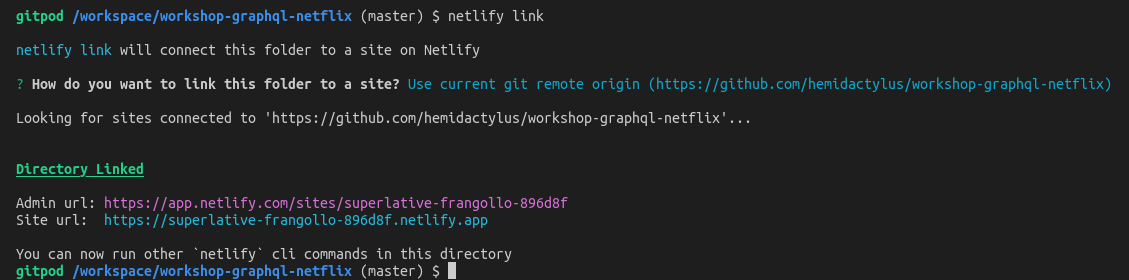 gitpod /workspace/workshop-graphql-netflix (master) $ netlify link
netlify link will connect this folder to a site on Netlify
? How do you want to link this folder to a site? Use current git remote origin (https://github.com/hemidactylus/workshop-graphql-netflix)
Looking for sites connected to 'https://github.com/hemidactylus/workshop-graphql-netflix'...
Directory Linked
Admin url: https://app.netlify.com/sites/superlative-frangollo-896d8f
Site url:  https://superlative-frangollo-896d8f.netlify.app
You can now run other `netlify` cli commands in this directory
gitpod /workspace/workshop-graphql-netflix (master) $